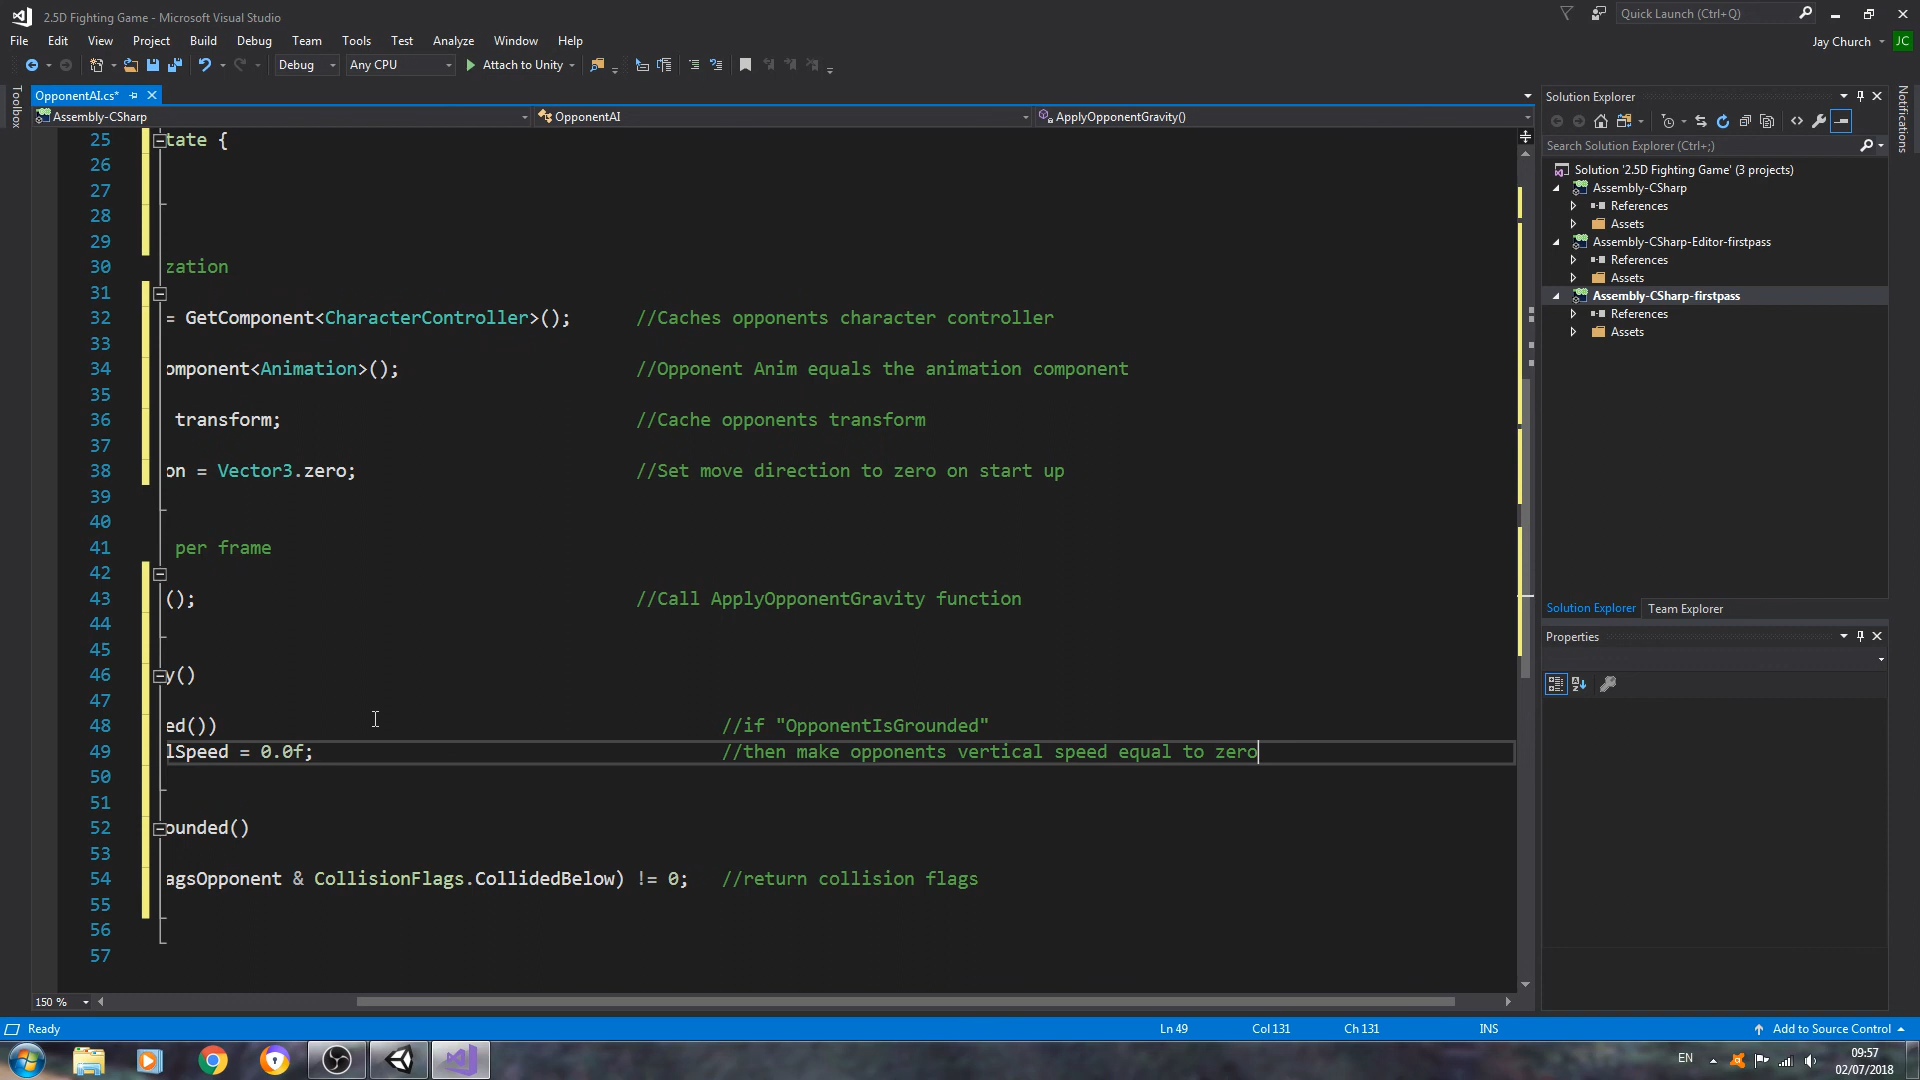 2.5D Fighting Game - Microsoft Visual Studio
Quick Launch (Ctrl+Q)
File Edit View Project Build Debug Team Tools Test Analyze Window Help
Jay Church JC
Debug Any CPU Attach to Unity
Toolbox
OpponentAI.cs*
Assembly-CSharp OpponentAI ApplyOpponentGravity()
25 tate {
26
27
28
29
30 zation
31
32 = GetComponent<CharacterController>(); //Caches opponents character controller
33
34 omponent<Animation>(); //Opponent Anim equals the animation component
35
36 transform; //Cache opponents transform
37
38 on = Vector3.zero; //Set move direction to zero on start up
39
40
41 per frame
42
43 (); //Call ApplyOpponentGravity function
44
45
46 y()
47
48 ed()) //if "OpponentIsGrounded"
49 lSpeed = 0.0f; //then make opponents vertical speed equal to zero
50
51
52 ounded()
53
54 agsOpponent & CollisionFlags.CollidedBelow) != 0; //return collision flags
55
56
57
150 %
Solution Explorer
Notifications
Search Solution Explorer (Ctrl+;)
Solution '2.5D Fighting Game' (3 projects)
Assembly-CSharp
References
Assets
Assembly-CSharp-Editor-firstpass
References
Assets
Assembly-CSharp-firstpass
References
Assets
Solution Explorer Team Explorer
Properties
Ready Ln 49 Col 131 Ch 131 INS Add to Source Control
EN 09:57
02/07/2018